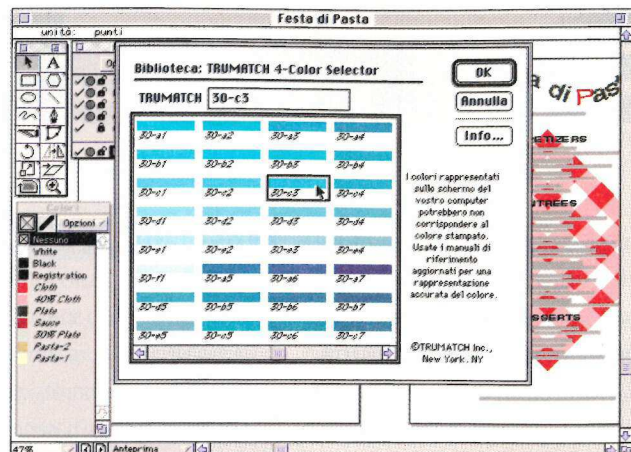 Festa di Pasta
unità: punti
Biblioteca: TRUMATCH 4-Color Selector
TRUMATCH 30-c3
OK
Annulla
Info...
30-a1 30-a2 30-a3 30-a4
30-b1 30-b2 30-b3 30-b4
30-c1 30-c2 30-c3 30-c4
30-d1 30-d2 30-d3 30-d4
30-e1 30-e2 30-e3 30-e4
30-f1 30-a5 30-a6 30-a7
30-d5 30-b5 30-b6 30-b7
30-e5 30-c5 30-c6 30-c7
I colori rappresentati
sullo schermo del
vostro computer
potrebbero non
corrispondere al
colore stampato.
Usate i manuali di
riferimento
aggiornati per una
rappresentazione
accurata del colore.
©TRUMATCH Inc.,
New York. NY
Colori
Opzioni
Nessuno
White
Black
Registration
Cloth
40% Cloth
Plate
Sauce
30% Plate
Pasta-2
Pasta-1
di Pas
ETIZERS
TREES
SSERTS
47% Anteprima